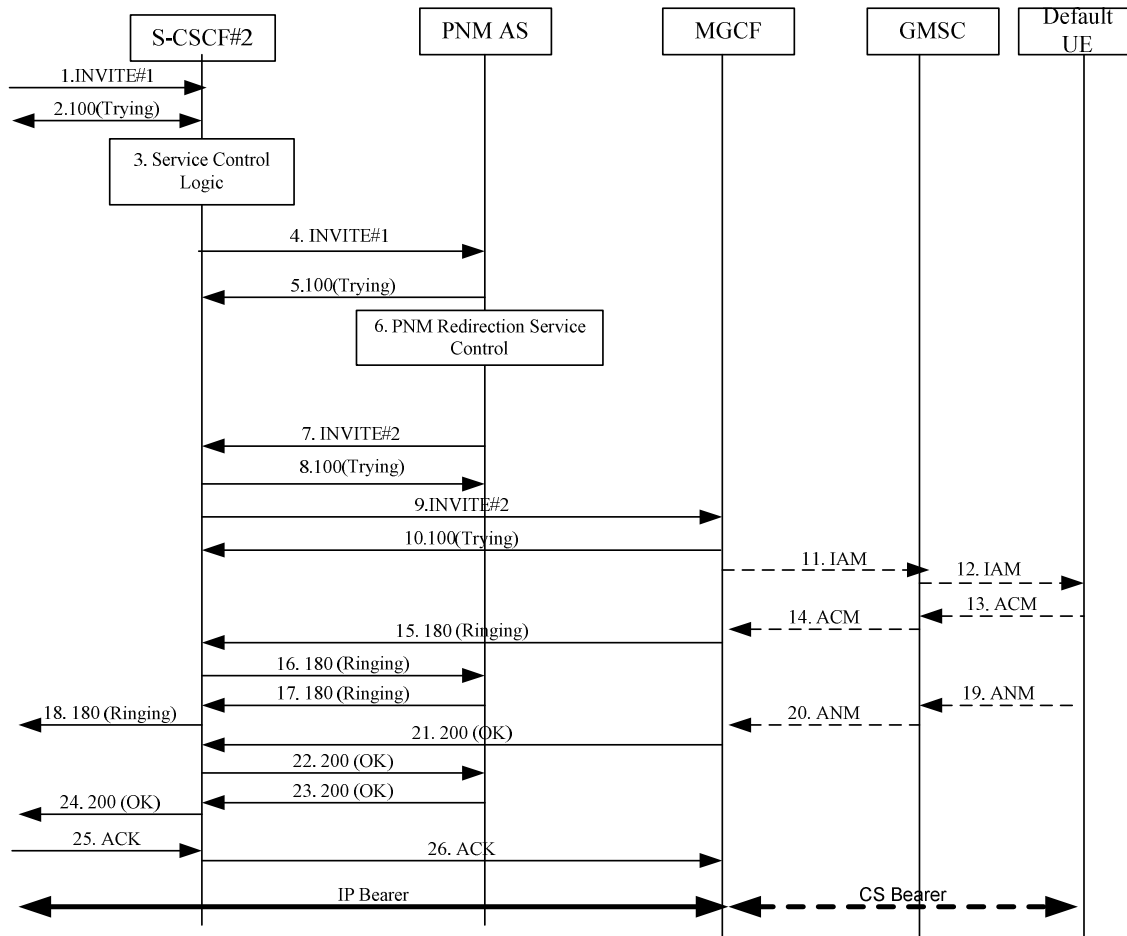 S-CSCF#2
PNM AS
MGCF
GMSC
Default
UE
1.INVITE#1
2.100(Trying)
3. Service Control
Logic
4. INVITE#1
5.100(Trying)
6. PNM Redirection Service
Control
7. INVITE#2
8.100(Trying)
9.INVITE#2
10.100(Trying)
11. IAM
12. IAM
13. ACM
14. ACM
15. 180 (Ringing)
16. 180 (Ringing)
17. 180 (Ringing)
18. 180 (Ringing)
19. ANM
20. ANM
21. 200 (OK)
22. 200 (OK)
23. 200 (OK)
24. 200 (OK)
25. ACK
26. ACK
IP Bearer
CS Bearer